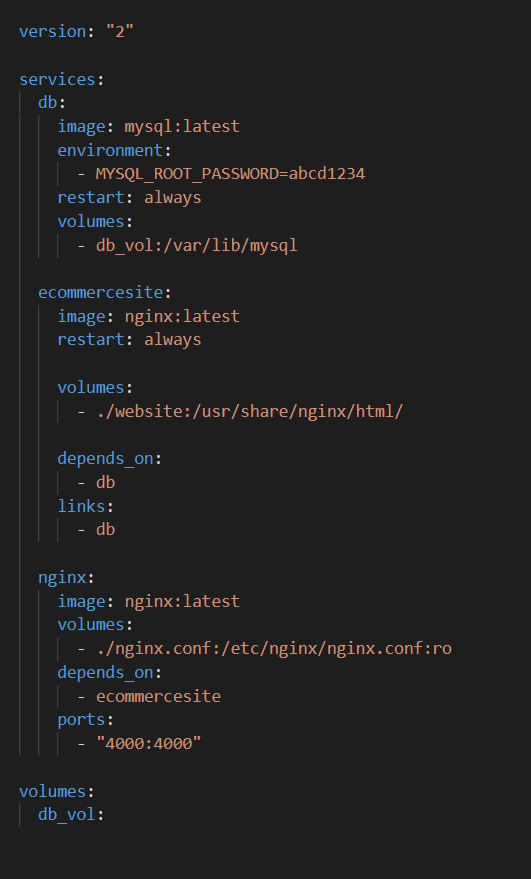 version: "2"
services:
db:
image: mysql:latest
environment:
- MYSQL_ROOT_PASSWORD=abcd1234
restart: always
volumes:
- db_vol:/var/lib/mysql
ecommercesite:
image: nginx:latest
restart: always
volumes:
- ./website:/usr/share/nginx/html/
depends_on:
- db
links:
- db
nginx:
image: nginx:latest
volumes:
- ./nginx.conf:/etc/nginx/nginx.conf:ro
depends_on:
- ecommercesite
ports:
- "4000:4000"
volumes:
db_vol: